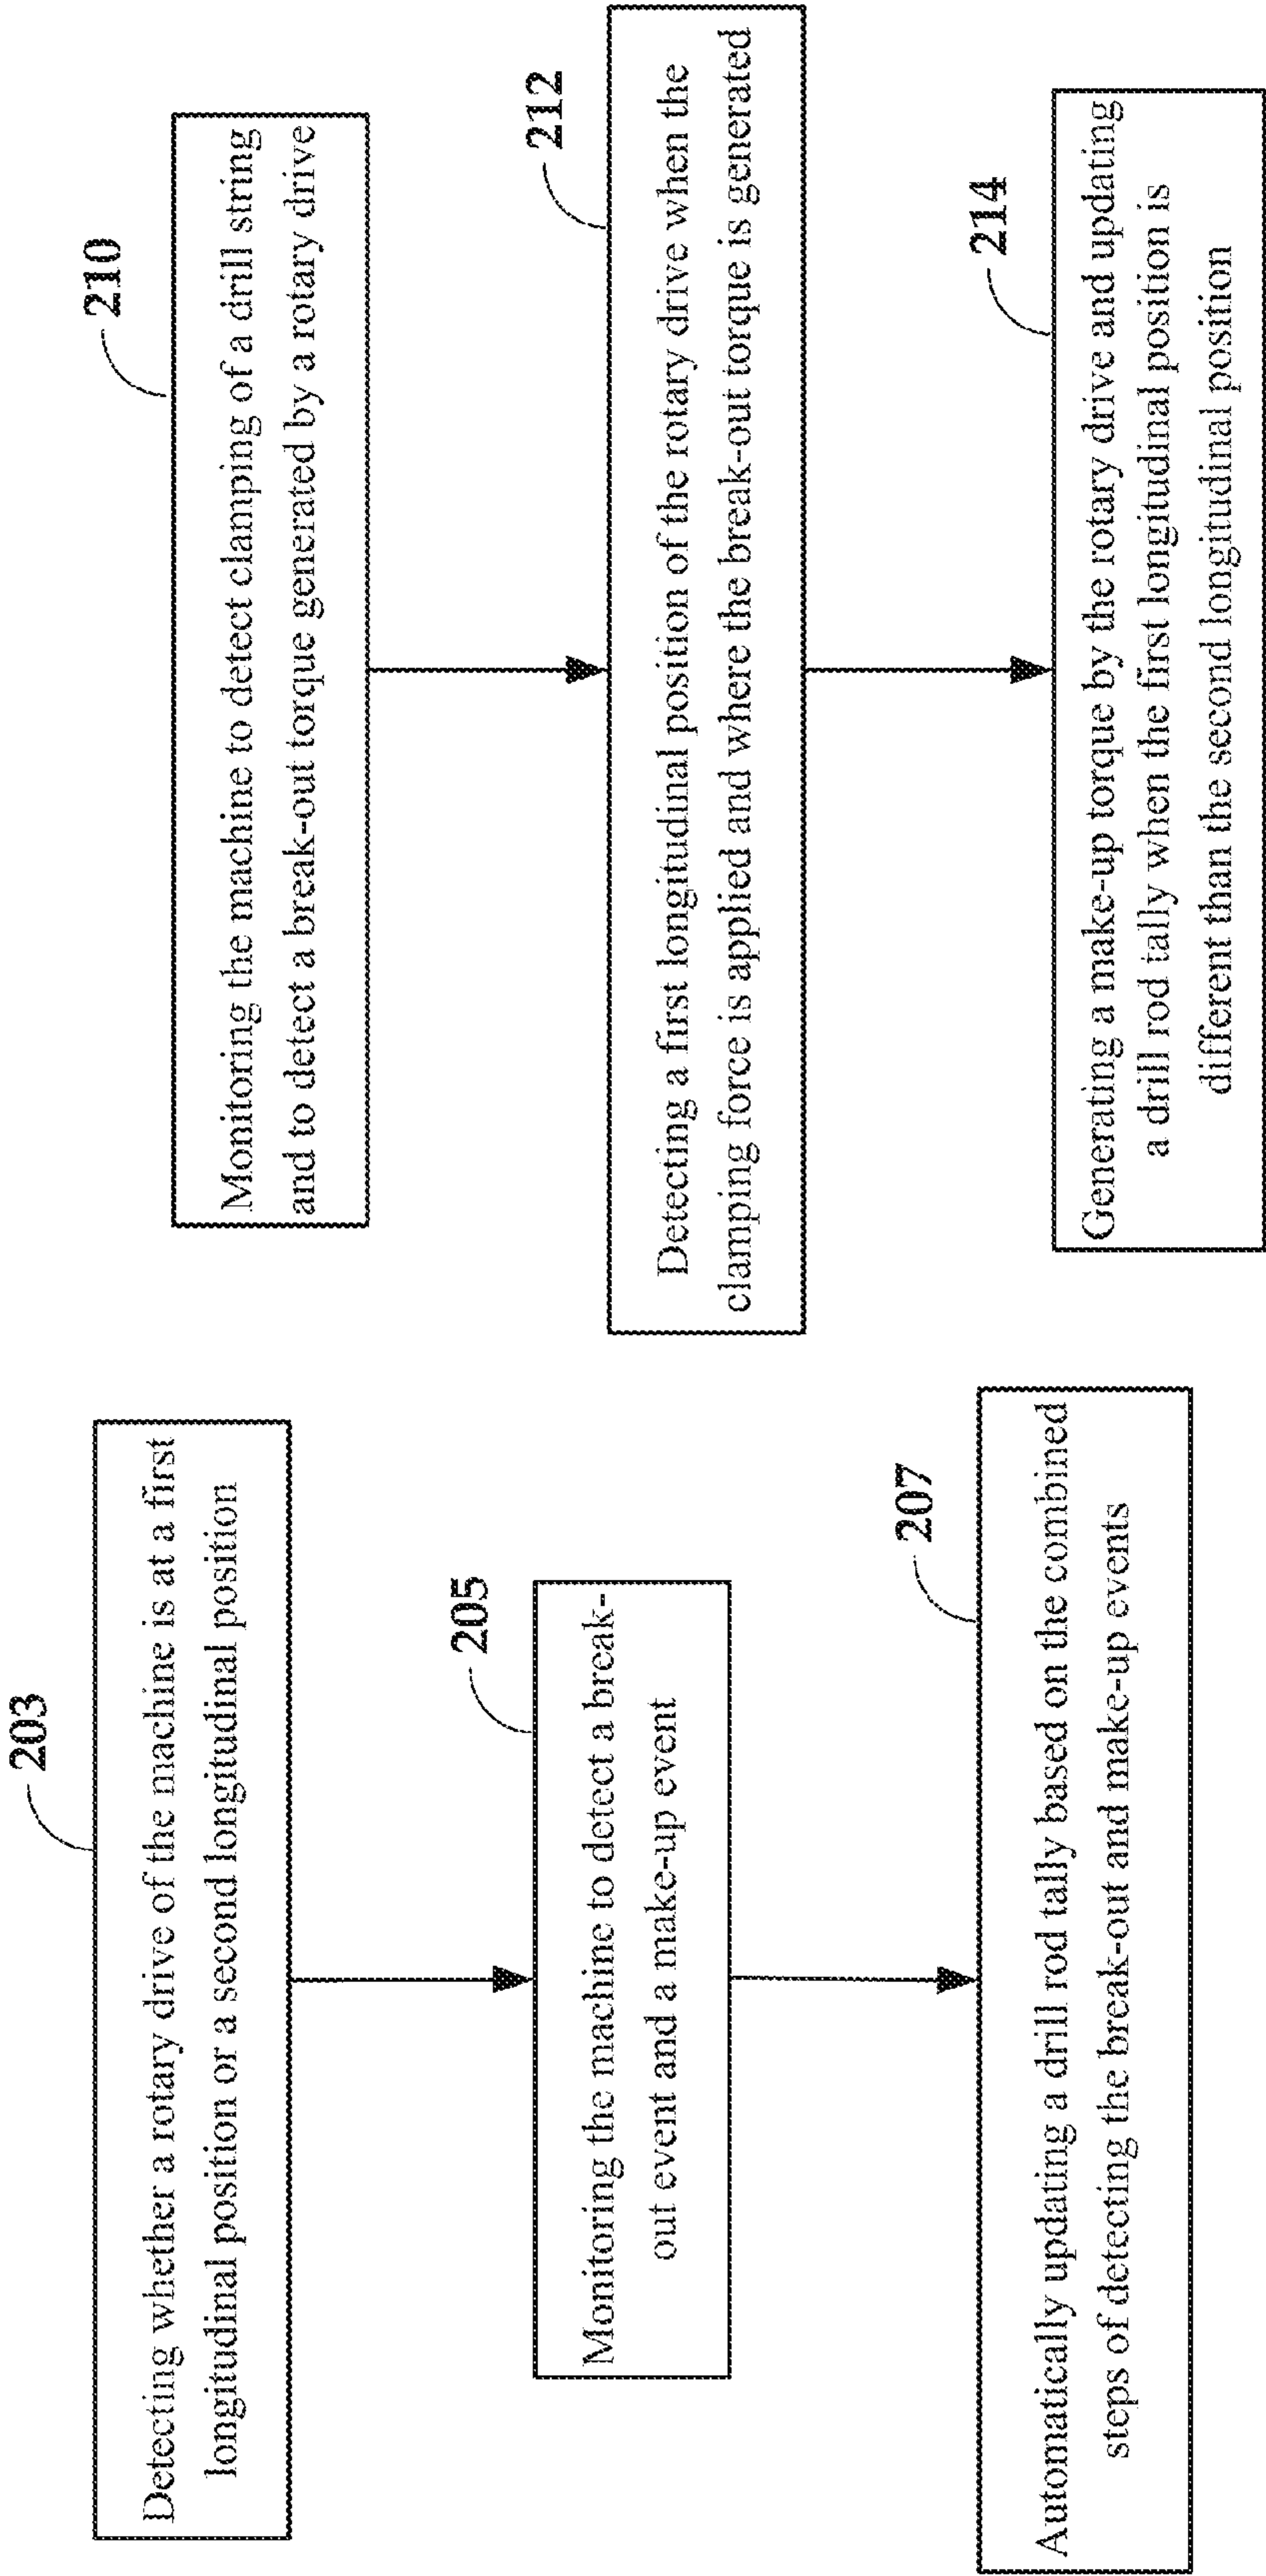 203
Detecting whether a rotary drive of the machine is at a first
longitudinal position or a second longitudinal position
205
Monitoring the machine to detect a break-
out event and a make-up event
207
Automatically updating a drill rod tally based on the combined
steps of detecting the break-out and make-up events
210
Monitoring the machine to detect clamping of a drill string
and to detect a break-out torque generated by a rotary drive
212
Detecting a first longitudinal position of the rotary drive when the
clamping force is applied and where the break-out torque is generated
214
Generating a make-up torque by the rotary drive and updating
a drill rod tally when the first longitudinal position is
different than the second longitudinal position